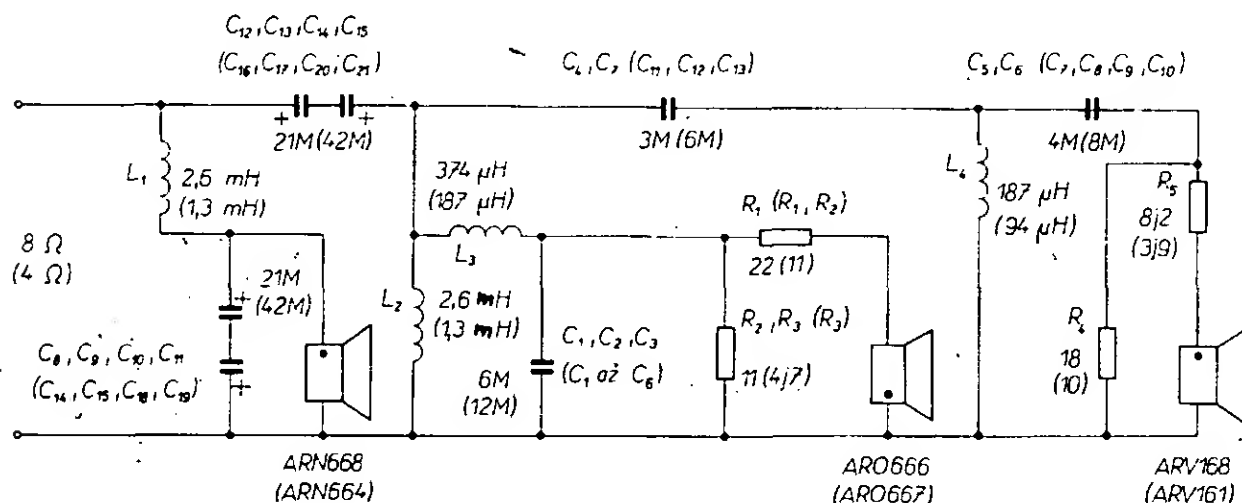 C₁₂, C₁₃, C₁₄, C₁₅
(C₁₆, C₁₇, C₂₀, C₂₁)
+
21M (42M)
+
C₄, C₇ (C₁₁, C₁₂, C₁₃)
3M (6M)
C₅, C₆ (C₇, C₈, C₉, C₁₀)
4M (8M)
L₁
2,6 mH
(1,3 mH)
374 µH
(187 µH)
L₃
R₁ (R₁, R₂)
22 (11)
L₄
187 µH
(94 µH)
R₅
8j2
(3j9)
8 Ω
(4 Ω)
21M
(42M)
+
+
L₂
2,6 mH
(1,3 mH)
C₈, C₉, C₁₀, C₁₁
(C₁₄, C₁₅, C₁₈, C₁₉)
6M
(12M)
C₁, C₂, C₃
(C₁ až C₆)
R₂, R₃ (R₃)
11 (4j7)
R₄
18
(10)
ARN668
(ARN664)
ARO666
(ARO667)
ARV168
(ARV161)